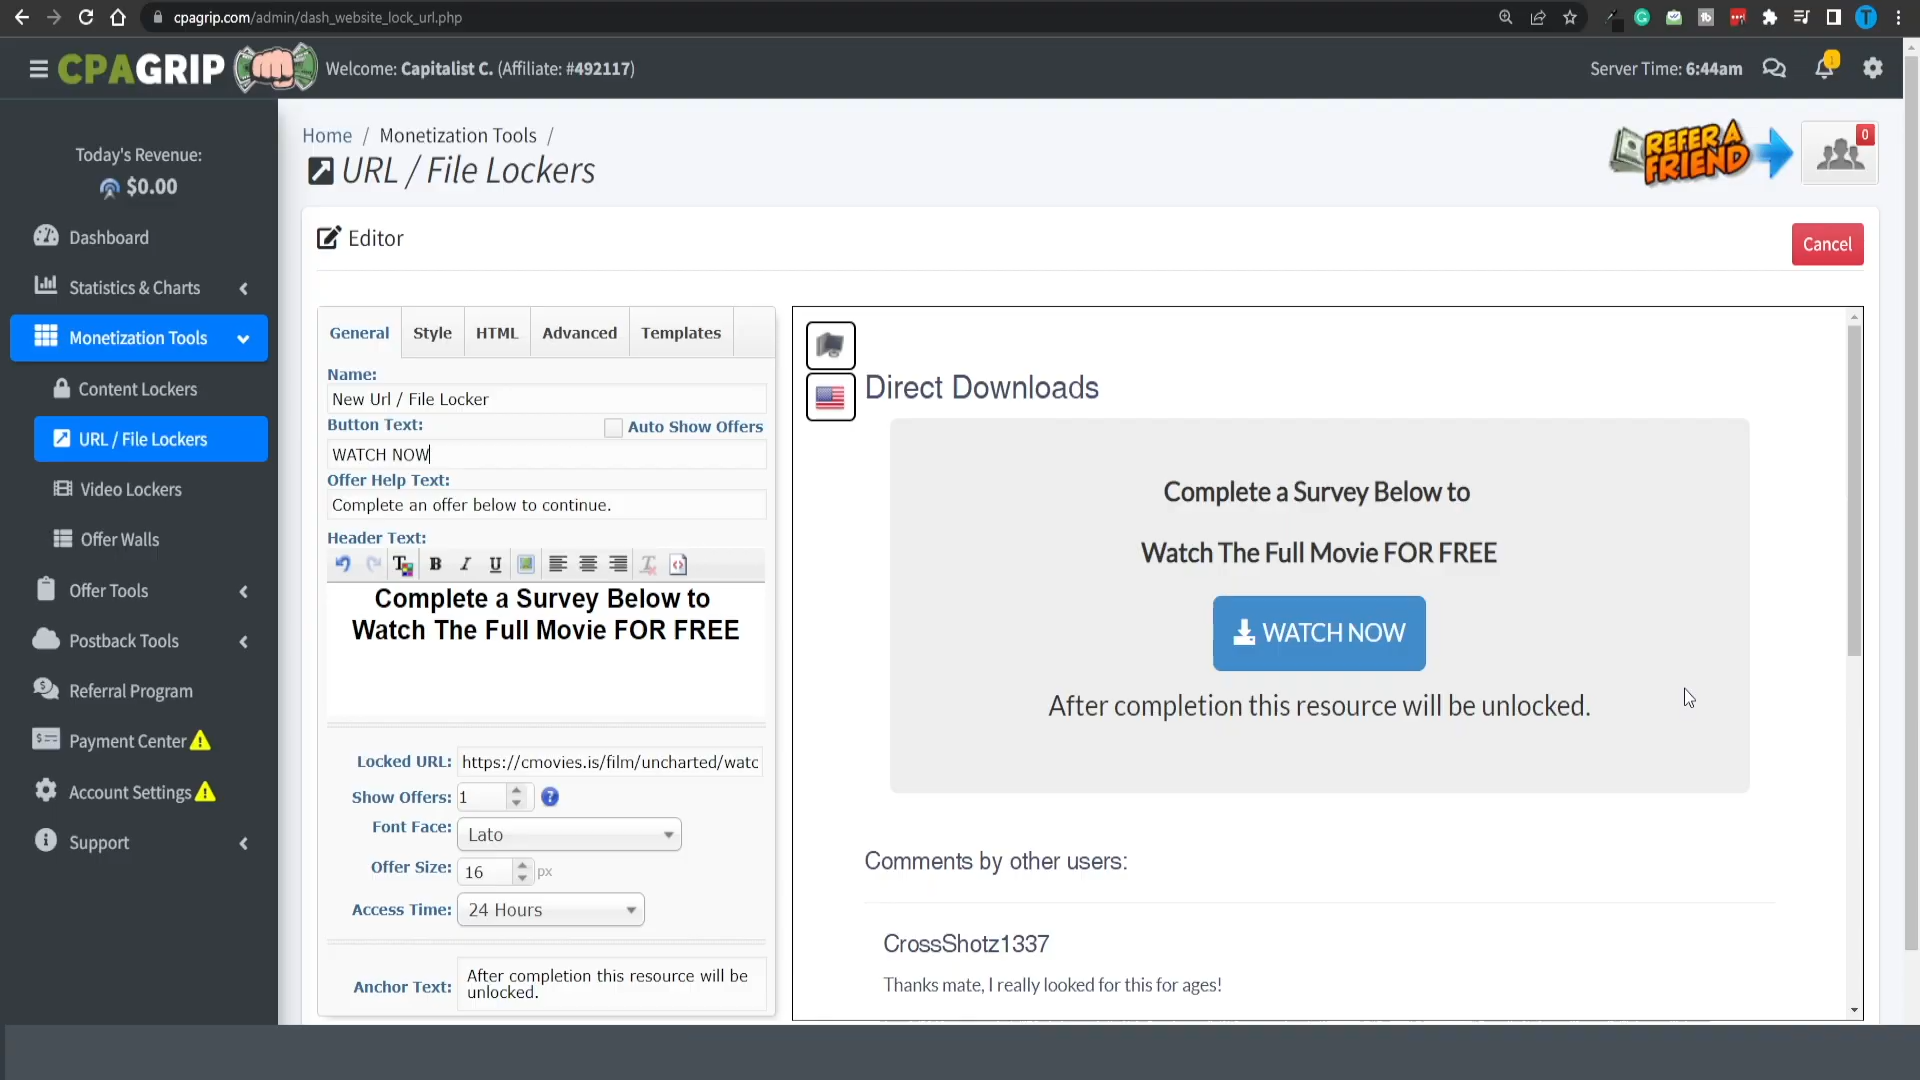 cpagrip.com/admin/dash_website_lock_url.php
CPAGRIP
Welcome: Capitalist C. (Affiliate: #492117)
Server Time: 6:44am
1
T
Today's Revenue:
$0.00
Dashboard
Statistics & Charts
Monetization Tools
Content Lockers
URL / File Lockers
Video Lockers
Offer Walls
Offer Tools
Postback Tools
Referral Program
Payment Center
Account Settings
Support
Home / Monetization Tools /
URL / File Lockers
REFER A
FRIEND
0
Editor
Cancel
General
Style
HTML
Advanced
Templates
Name:
New Url / File Locker
Button Text:
Auto Show Offers
WATCH NOW
Offer Help Text:
Complete an offer below to continue.
Header Text:
Complete a Survey Below to
Watch The Full Movie FOR FREE
Locked URL: https://cmovies.is/film/uncharted/watc
Show Offers: 1
Font Face: Lato
Offer Size: 16 px
Access Time: 24 Hours
Anchor Text: After completion this resource will be
unlocked.
Direct Downloads
Complete a Survey Below to
Watch The Full Movie FOR FREE
WATCH NOW
After completion this resource will be unlocked.
Comments by other users:
CrossShotz1337
Thanks mate, I really looked for this for ages!